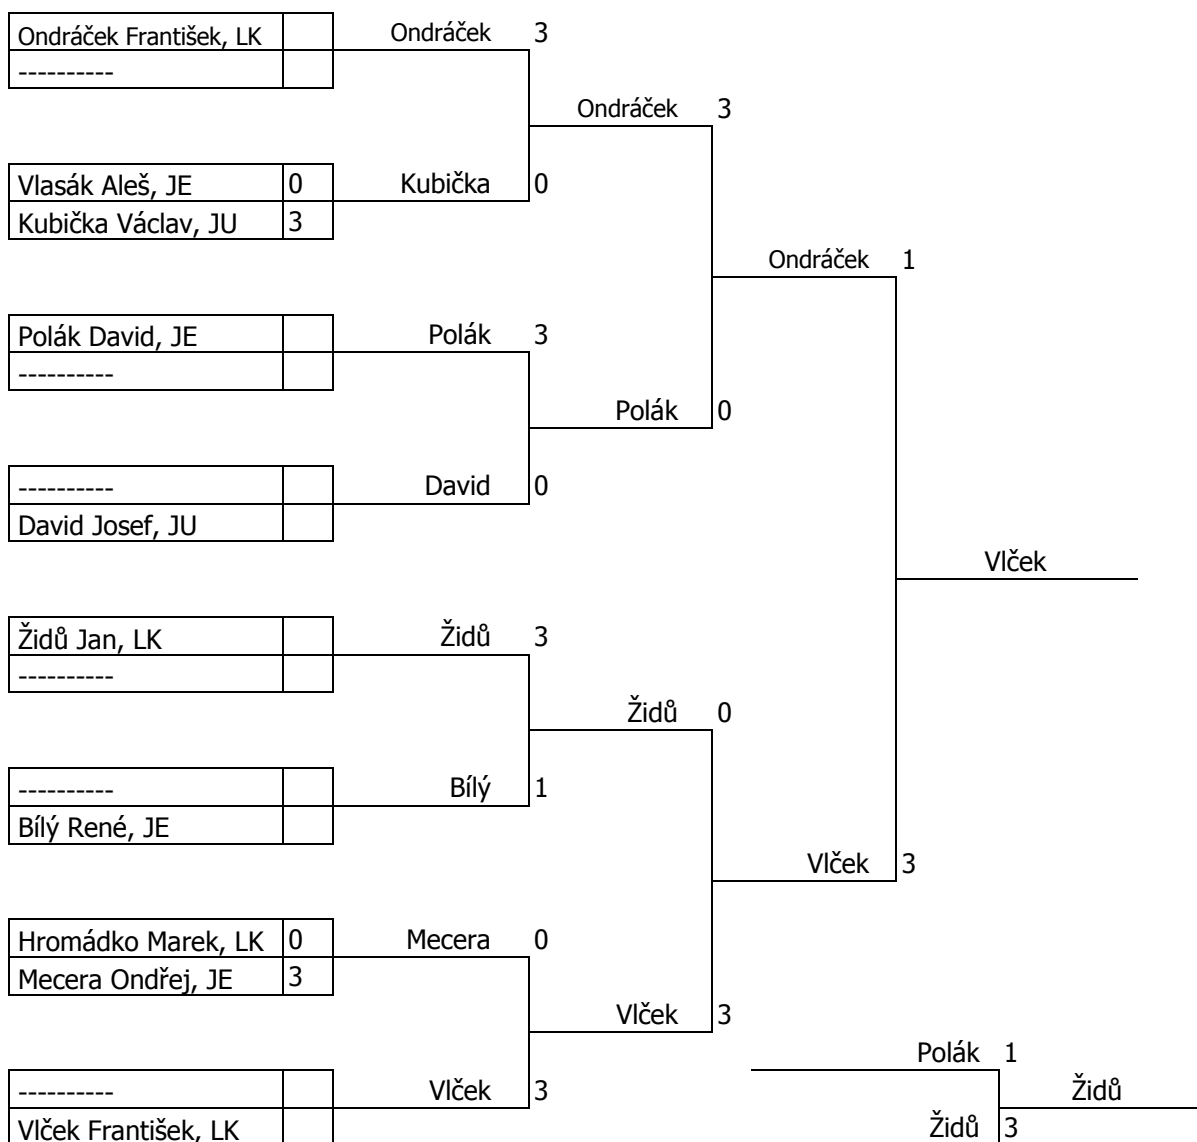 Ondráček František, LK
Ondráček 3
----------
Ondráček 3
Vlasák Aleš, JE 0
Kubička 0
Kubička Václav, JU 3
Ondráček 1
Polák David, JE
Polák 3
----------
Polák 0
----------
David 0
David Josef, JU
Vlček
Židů Jan, LK
Židů 3
----------
Židů 0
----------
Bílý 1
Bílý René, JE
Vlček 3
Hromádko Marek, LK 0
Mecera 0
Mecera Ondřej, JE 3
Vlček 3
Polák 1
----------
Vlček 3
Židů
Vlček František, LK
Židů 3